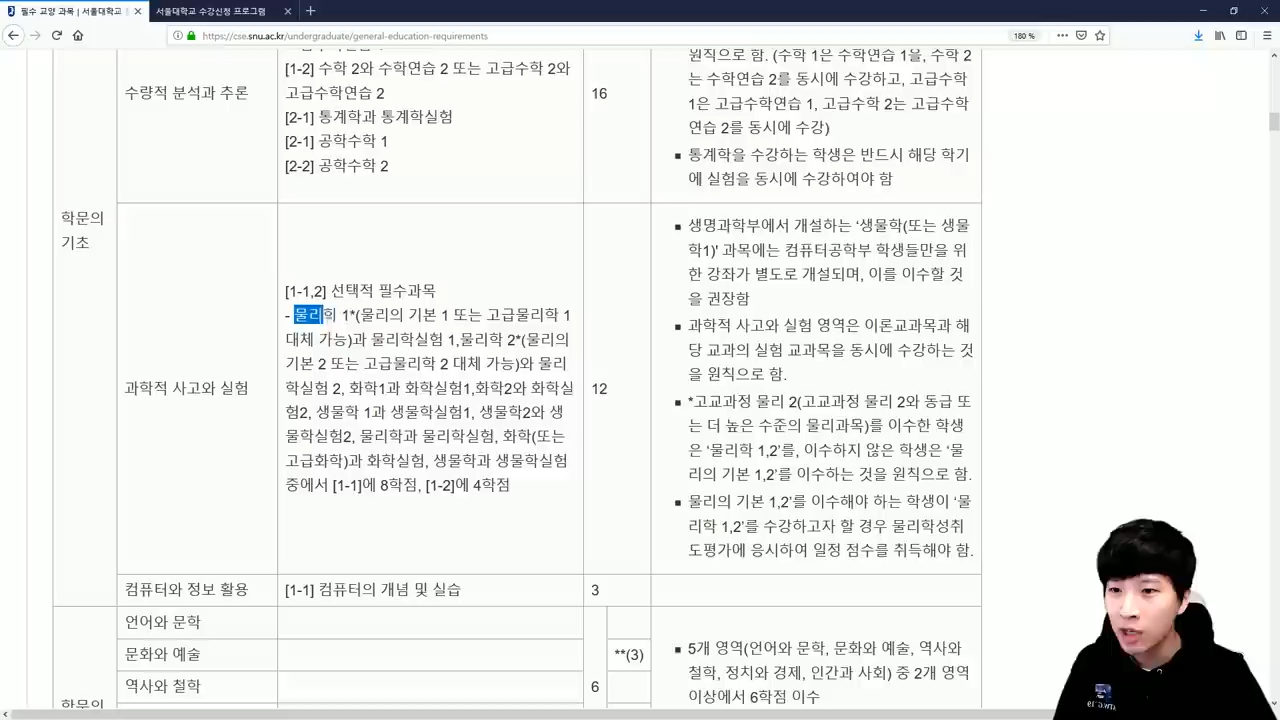 필수 교양 과목 | 서울대학교
서울대학교 수강신청 프로그램
https://cse.snu.ac.kr/undergraduate/general-education-requirements
180 %
학문의
기초
수량적 분석과 추론
[1-2] 수학 2와 수학연습 2 또는 고급수학 2와
고급수학연습 2
[2-1] 통계학과 통계학실험
[2-1] 공학수학 1
[2-2] 공학수학 2
16
원칙으로 함. (수학 1은 수학연습 1을, 수학 2
는 수학연습 2를 동시에 수강하고, 고급수학
1은 고급수학연습 1, 고급수학 2는 고급수학
연습 2를 동시에 수강)
▪ 통계학을 수강하는 학생은 반드시 해당 학기
에 실험을 동시에 수강하여야 함
과학적 사고와 실험
[1-1,2] 선택적 필수과목
- 물리학 1*(물리의 기본 1 또는 고급물리학 1
대체 가능)과 물리학실험 1,물리학 2*(물리의
기본 2 또는 고급물리학 2 대체 가능)와 물리
학실험 2, 화학1과 화학실험1,화학2와 화학실
험2, 생물학 1과 생물학실험1, 생물학2와 생
물학실험2, 물리학과 물리학실험, 화학(또는
고급화학)과 화학실험, 생물학과 생물학실험
중에서 [1-1]에 8학점, [1-2]에 4학점
12
▪ 생명과학부에서 개설하는 ‘생물학(또는 생물
학1)' 과목에는 컴퓨터공학부 학생들만을 위
한 강좌가 별도로 개설되며, 이를 이수할 것
을 권장함
▪ 과학적 사고와 실험 영역은 이론교과목과 해
당 교과의 실험 교과목을 동시에 수강하는 것
을 원칙으로 함.
▪ *고교과정 물리 2(고교과정 물리 2와 동급 또
는 더 높은 수준의 물리과목)를 이수한 학생
은 ‘물리학 1,2’를, 이수하지 않은 학생은 ‘물
리의 기본 1,2’를 이수하는 것을 원칙으로 함.
▪ 물리의 기본 1,2’를 이수해야 하는 학생이 ‘물
리학 1,2’를 수강하고자 할 경우 물리학성취
도평가에 응시하여 일정 점수를 취득해야 함.
컴퓨터와 정보 활용
[1-1] 컴퓨터의 개념 및 실습
3
학문의
언어와 문학
문화와 예술
**(3)
역사와 철학
6
▪ 5개 영역(언어와 문학, 문화와 예술, 역사와
철학, 정치와 경제, 인간과 사회) 중 2개 영역
이상에서 6학점 이수